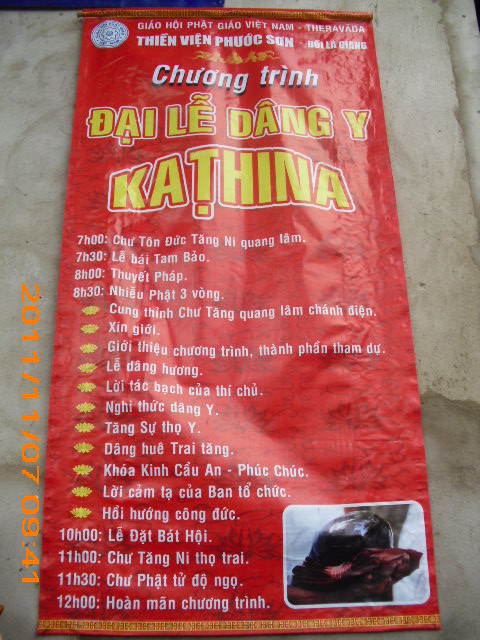 GIÁO HỘI PHẬT GIÁO VIỆT NAM - THERAVĀDA
THIỀN VIỆN PHƯỚC SƠN - ĐỒI LÁ GIANG
Chương trình
ĐẠI LỄ DÂNG Y
KAṬHINA
7h00: Chư Tôn Đức Tăng Ni quang lâm.
7h30: Lễ bái Tam Bảo.
8h00: Thuyết Pháp.
8h30: Nhiễu Phật 3 vòng.
Cung thỉnh Chư Tăng quang lâm chánh điện.
Xin giới.
Giới thiệu chương trình, thành phần tham dự.
Lễ dâng hương.
Lời tác bạch của thí chủ.
Nghi thức dâng Y.
Tăng Sự thọ Y.
Dâng huê Trai tăng.
Khóa Kinh Cầu An - Phúc Chúc.
Lời cảm tạ của Ban tổ chức.
Hồi hướng công đức.
10h00: Lễ Đặt Bát Hội.
11h00: Chư Tăng Ni thọ trai.
11h30: Chư Phật tử độ ngọ.
12h00: Hoàn mãn chương trình.
2011/11/07 09:41